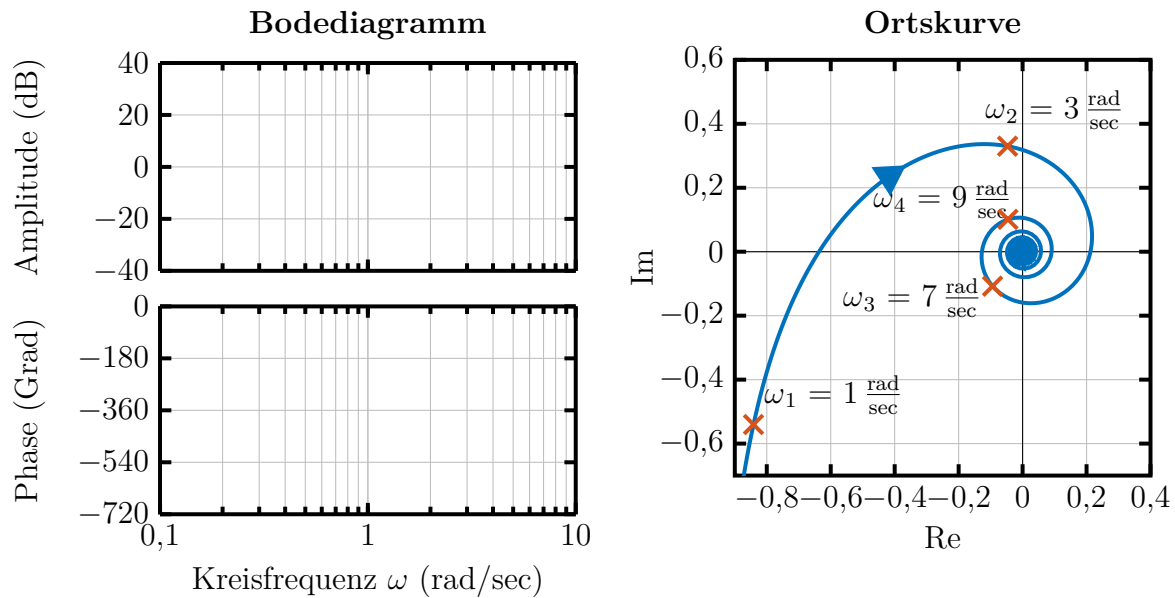 Bodediagramm
Amplitude (dB)
40
20
0
−20
−40
Phase (Grad)
0
−180
−360
−540
−720
0,1
1
10
Kreisfrequenz ω (rad/sec)
Ortskurve
Im
0,6
0,4
0,2
0
−0,2
−0,4
−0,6
ω₂ = 3 rad/sec
ω₄ = 9 rad/sec
ω₃ = 7 rad/sec
ω₁ = 1 rad/sec
−0,8 −0,6 −0,4 −0,2 0 0,2 0,4
Re